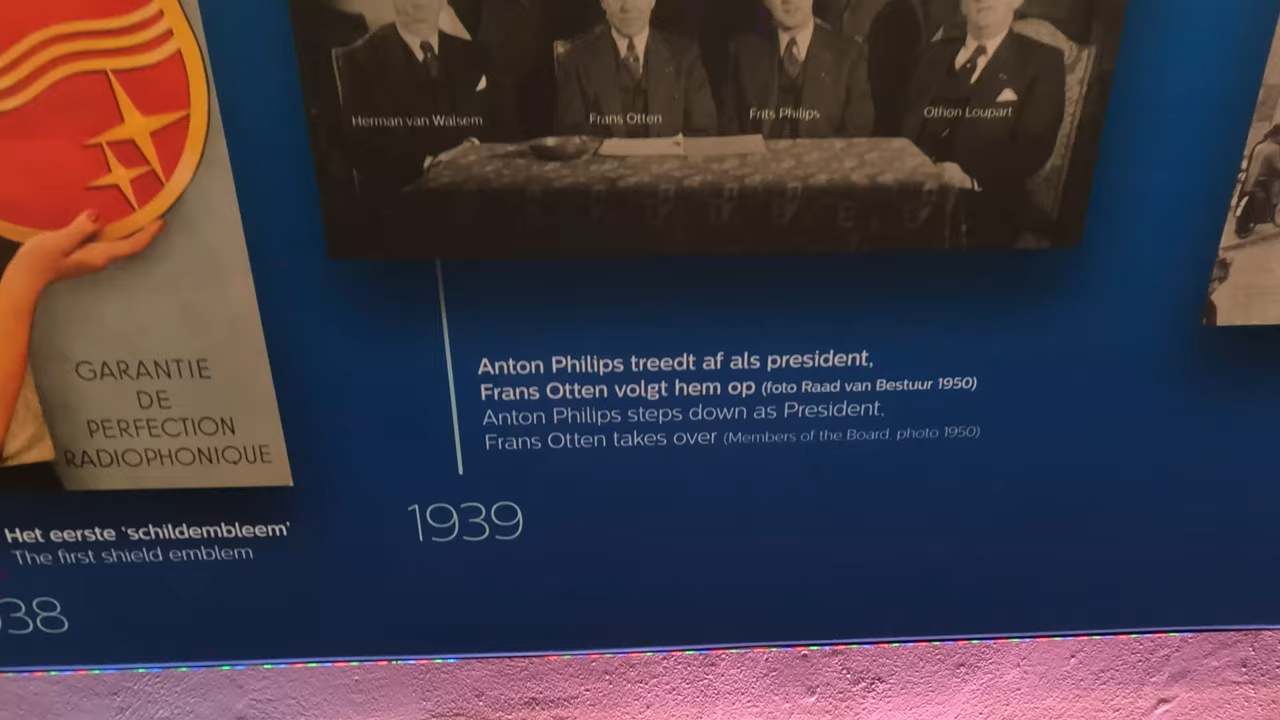 Herman van Walsem
Frans Otten
Frits Philips
Othon Loupart
GARANTIE
DE
PERFECTION
RADIOPHONIQUE
Het eerste ‘schildembleem’
The first shield emblem
38
Anton Philips treedt af als president,
Frans Otten volgt hem op (foto Raad van Bestuur 1950)
Anton Philips steps down as President,
Frans Otten takes over (Members of the Board, photo 1950)
1939